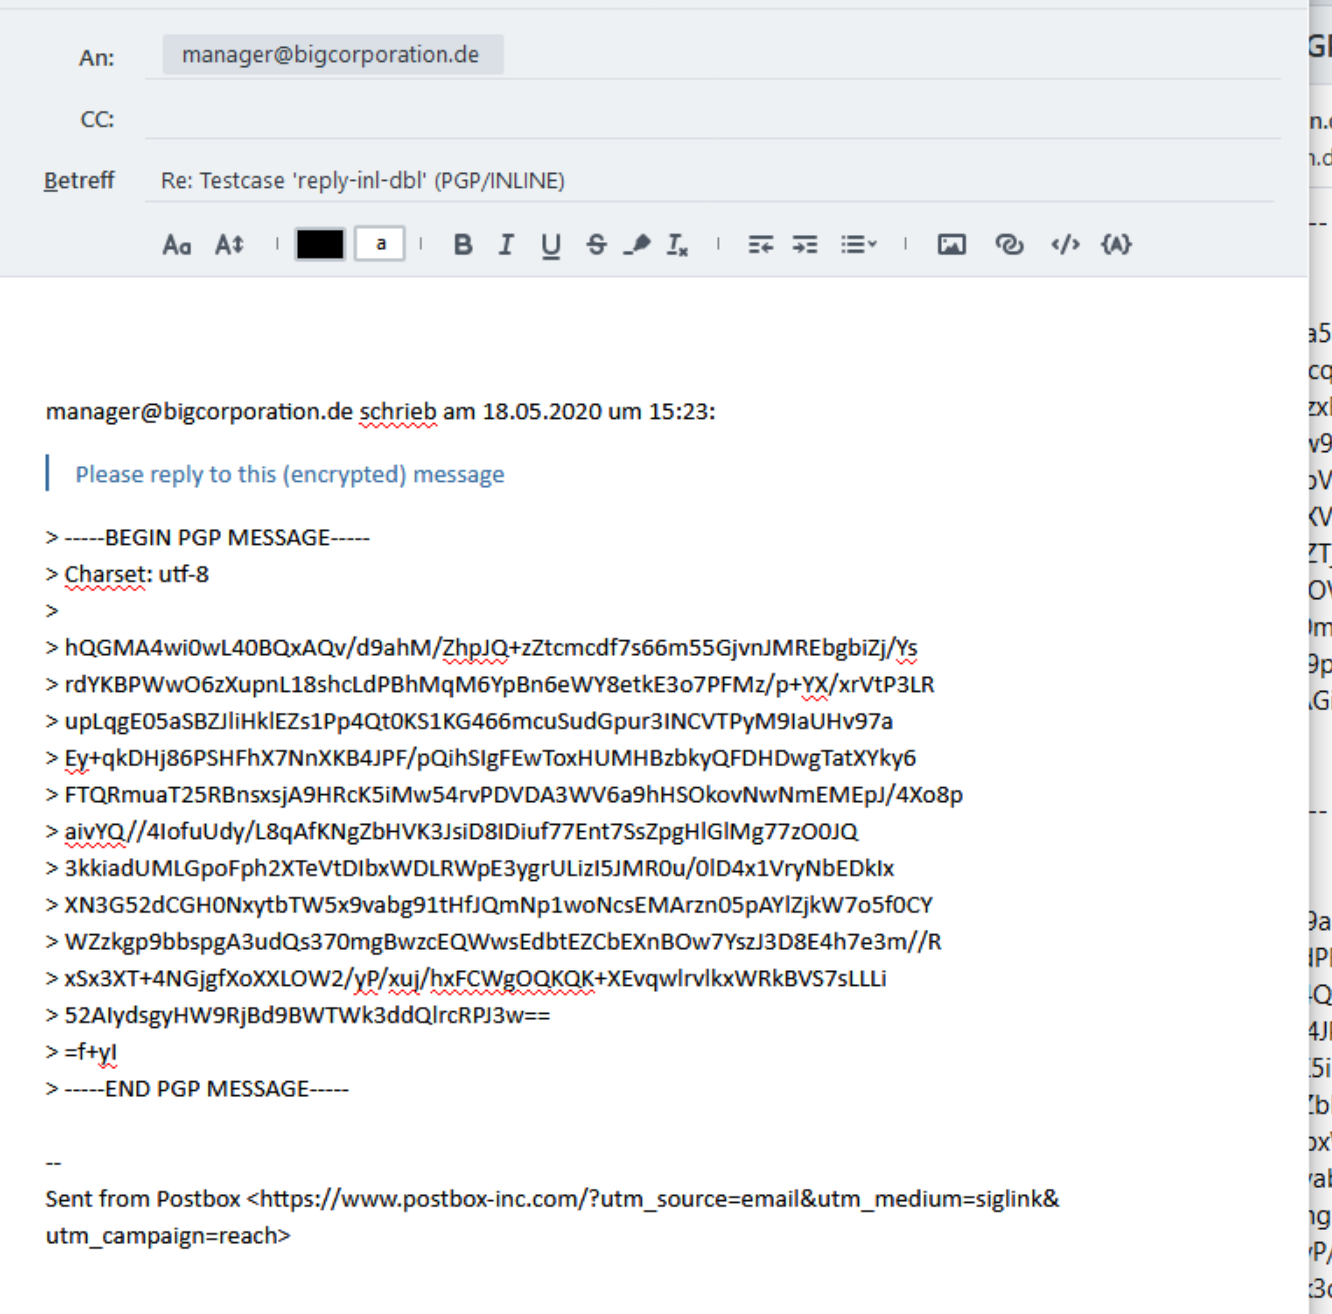 An:
manager@bigcorporation.de
CC:
Betreff
Re: Testcase 'reply-inl-dbl' (PGP/INLINE)
manager@bigcorporation.de schrieb am 18.05.2020 um 15:23:
Please reply to this (encrypted) message
> -----BEGIN PGP MESSAGE-----
> Charset: utf-8
>
> hQGMA4wi0wL40BQxAQv/d9ahM/ZhpJQ+zZtcmcdf7s66m55GjvnJMREbgbiZj/Ys
> rdYKBPWwO6zXupnL18shcLdPBhMqM6YpBn6eWY8etkE3o7PFMz/p+YX/xrVtP3LR
> upLqgE05aSBZJliHklEZs1Pp4Qt0KS1KG466mcuSudGpur3INCVTPyM9IaUHv97a
> Ey+qkDHj86PSHFhX7NnXKB4JPF/pQihSIgFEwToxHUMHBzbkyQFDHDwgTatXYky6
> FTQRmuaT25RBnsxsjA9HRcK5iMw54rvPDVDA3WV6a9hHSOkovNwNmEMEpJ/4Xo8p
> aivYQ//4IofuUdy/L8qAfKNgZbHVK3JsiD8IDiuf77Ent7SsZpgHlGlMg77zO0JQ
> 3kkiadUMLGpoFph2XTeVtDIbxWDLRWpE3ygrULizI5JMR0u/0lD4x1VryNbEDkIx
> XN3G52dCGH0NxytbTW5x9vabg91tHfJQmNp1woNcsEMArzn05pAYlZjkW7o5f0CY
> WZzkgp9bbspgA3udQs370mgBwzcEQWwsEdbtEZCbEXnBOw7YszJ3D8E4h7e3m//R
> xSx3XT+4NGjgfXoXXLOW2/yP/xuj/hxFCWgOQKQK+XEvqwlrvlkxWRkBVS7sLLLi
> 52AIydsgyHW9RjBd9BWTWk3ddQlrcRPJ3w==
> =f+yI
> -----END PGP MESSAGE-----
--
Sent from Postbox <https://www.postbox-inc.com/?utm_source=email&utm_medium=siglink&
utm_campaign=reach>